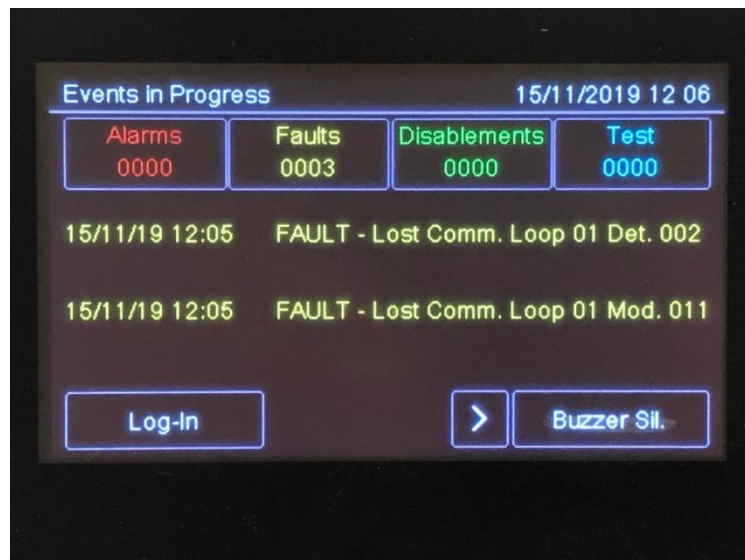 Events in Progress 15/11/2019 12 06
Alarms Faults Disablements Test
0000 0003 0000 0000
15/11/19 12:05 FAULT - Lost Comm. Loop 01 Det. 002
15/11/19 12:05 FAULT - Lost Comm. Loop 01 Mod. 011
Log-In > Buzzer Sil.